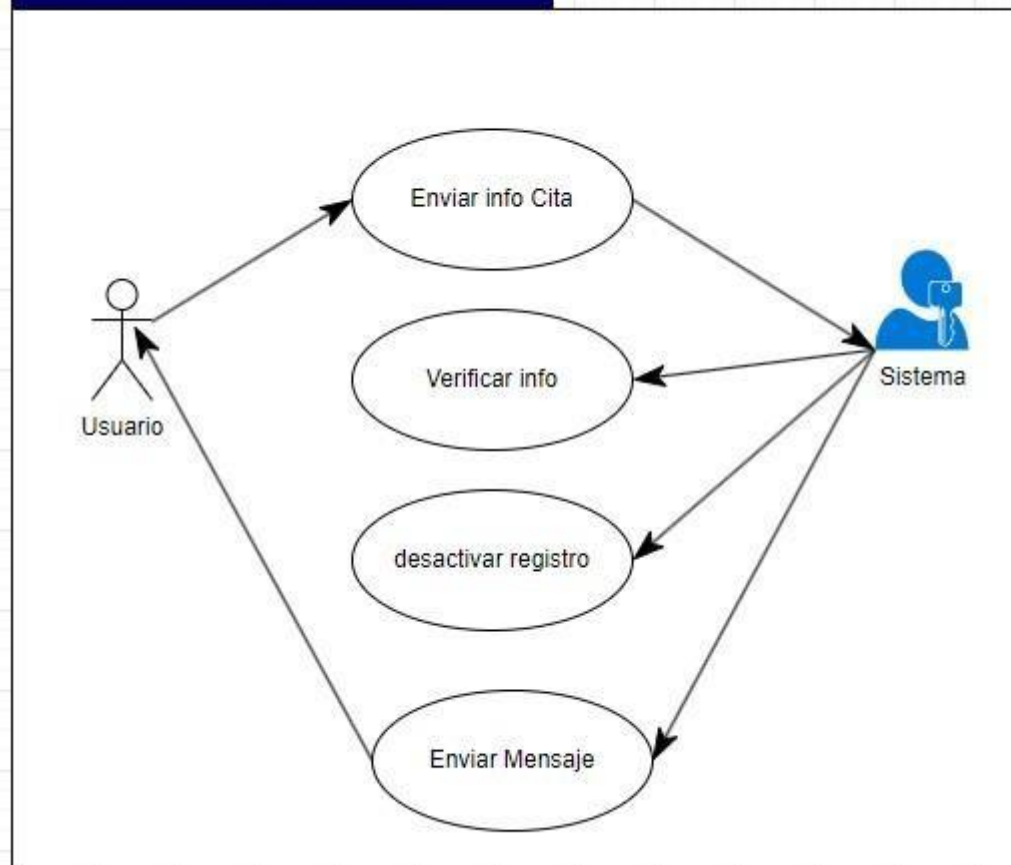 Enviar info Cita
Verificar info
Sistema
Usuario
desactivar registro
Enviar Mensaje